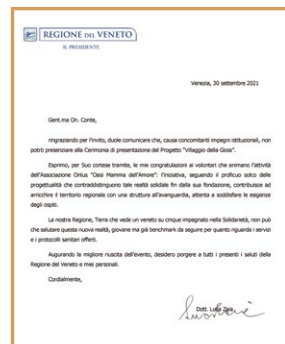 REGIONE DEL VENETO
IL PRESIDENTE
Venezia, 30 settembre 2021
Gent.ma On. Conte,
ringraziando per l'invito, duole comunicare che, causa concomitanti impegni istituzionali, non
potrò presenziare alla Cerimonia di presentazione del Progetto "Villaggio della Gioia".
Esprimo, per Suo cortese tramite, le mie congratulazioni ai volontari che animano l'attività
dell'Associazione Onlus "Oasi Mamma dell'Amore": l'iniziativa, seguendo il proficuo solco delle
progettualità che contraddistinguono tale realtà solidale fin dalla sua fondazione, contribuisce ad
arricchire il territorio regionale con una struttura all'avanguardia, attenta a soddisfare le esigenze
degli ospiti.
La nostra Regione, Terra che vede un veneto su cinque impegnato nella Solidarietà, non può
che salutare questa nuova realtà, giovane ma già benchmark da seguire per quanto riguarda i servizi
e i protocolli sanitari offerti.
Augurando la migliore riuscita dell'evento, desidero porgere a tutti i presenti i saluti della
Regione del Veneto e miei personali.
Cordialmente,
Dott. Luca Zaia